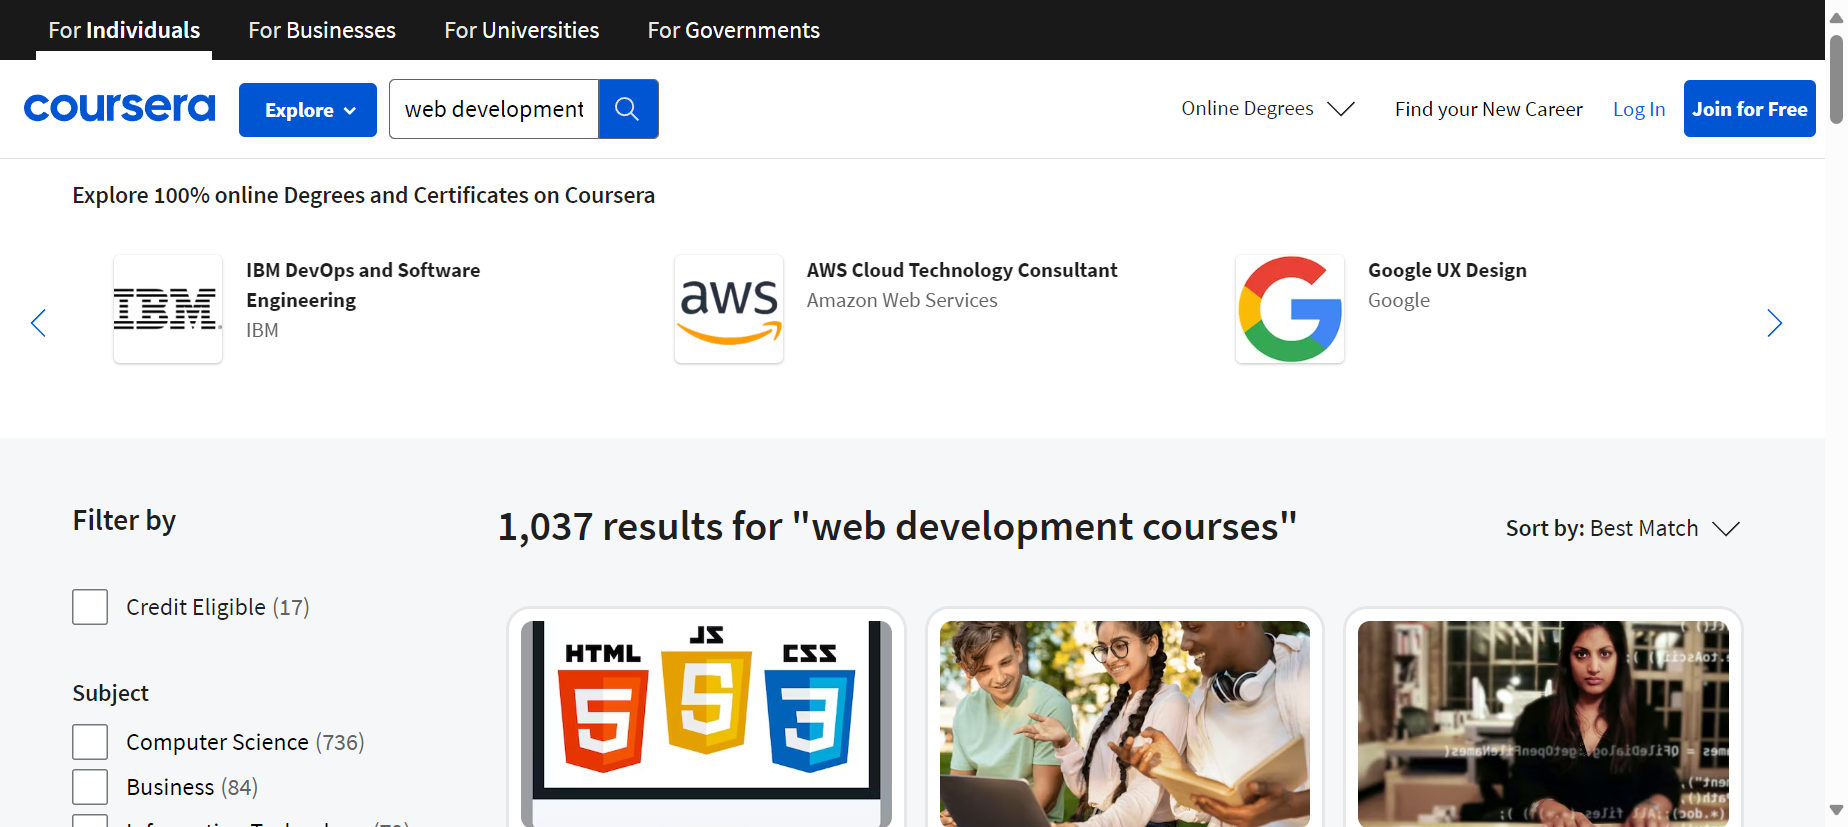 For Individuals
For Businesses
For Universities
For Governments
coursera
Explore
web development
Online Degrees
Find your New Career
Log In
Join for Free
Explore 100% online Degrees and Certificates on Coursera
IBM
IBM DevOps and Software
Engineering
IBM
aws
AWS Cloud Technology Consultant
Amazon Web Services
Google UX Design
Google
Filter by
1,037 results for "web development courses"
Sort by: Best Match
Credit Eligible (17)
Subject
Computer Science (736)
Business (84)
HTML
JS
CSS